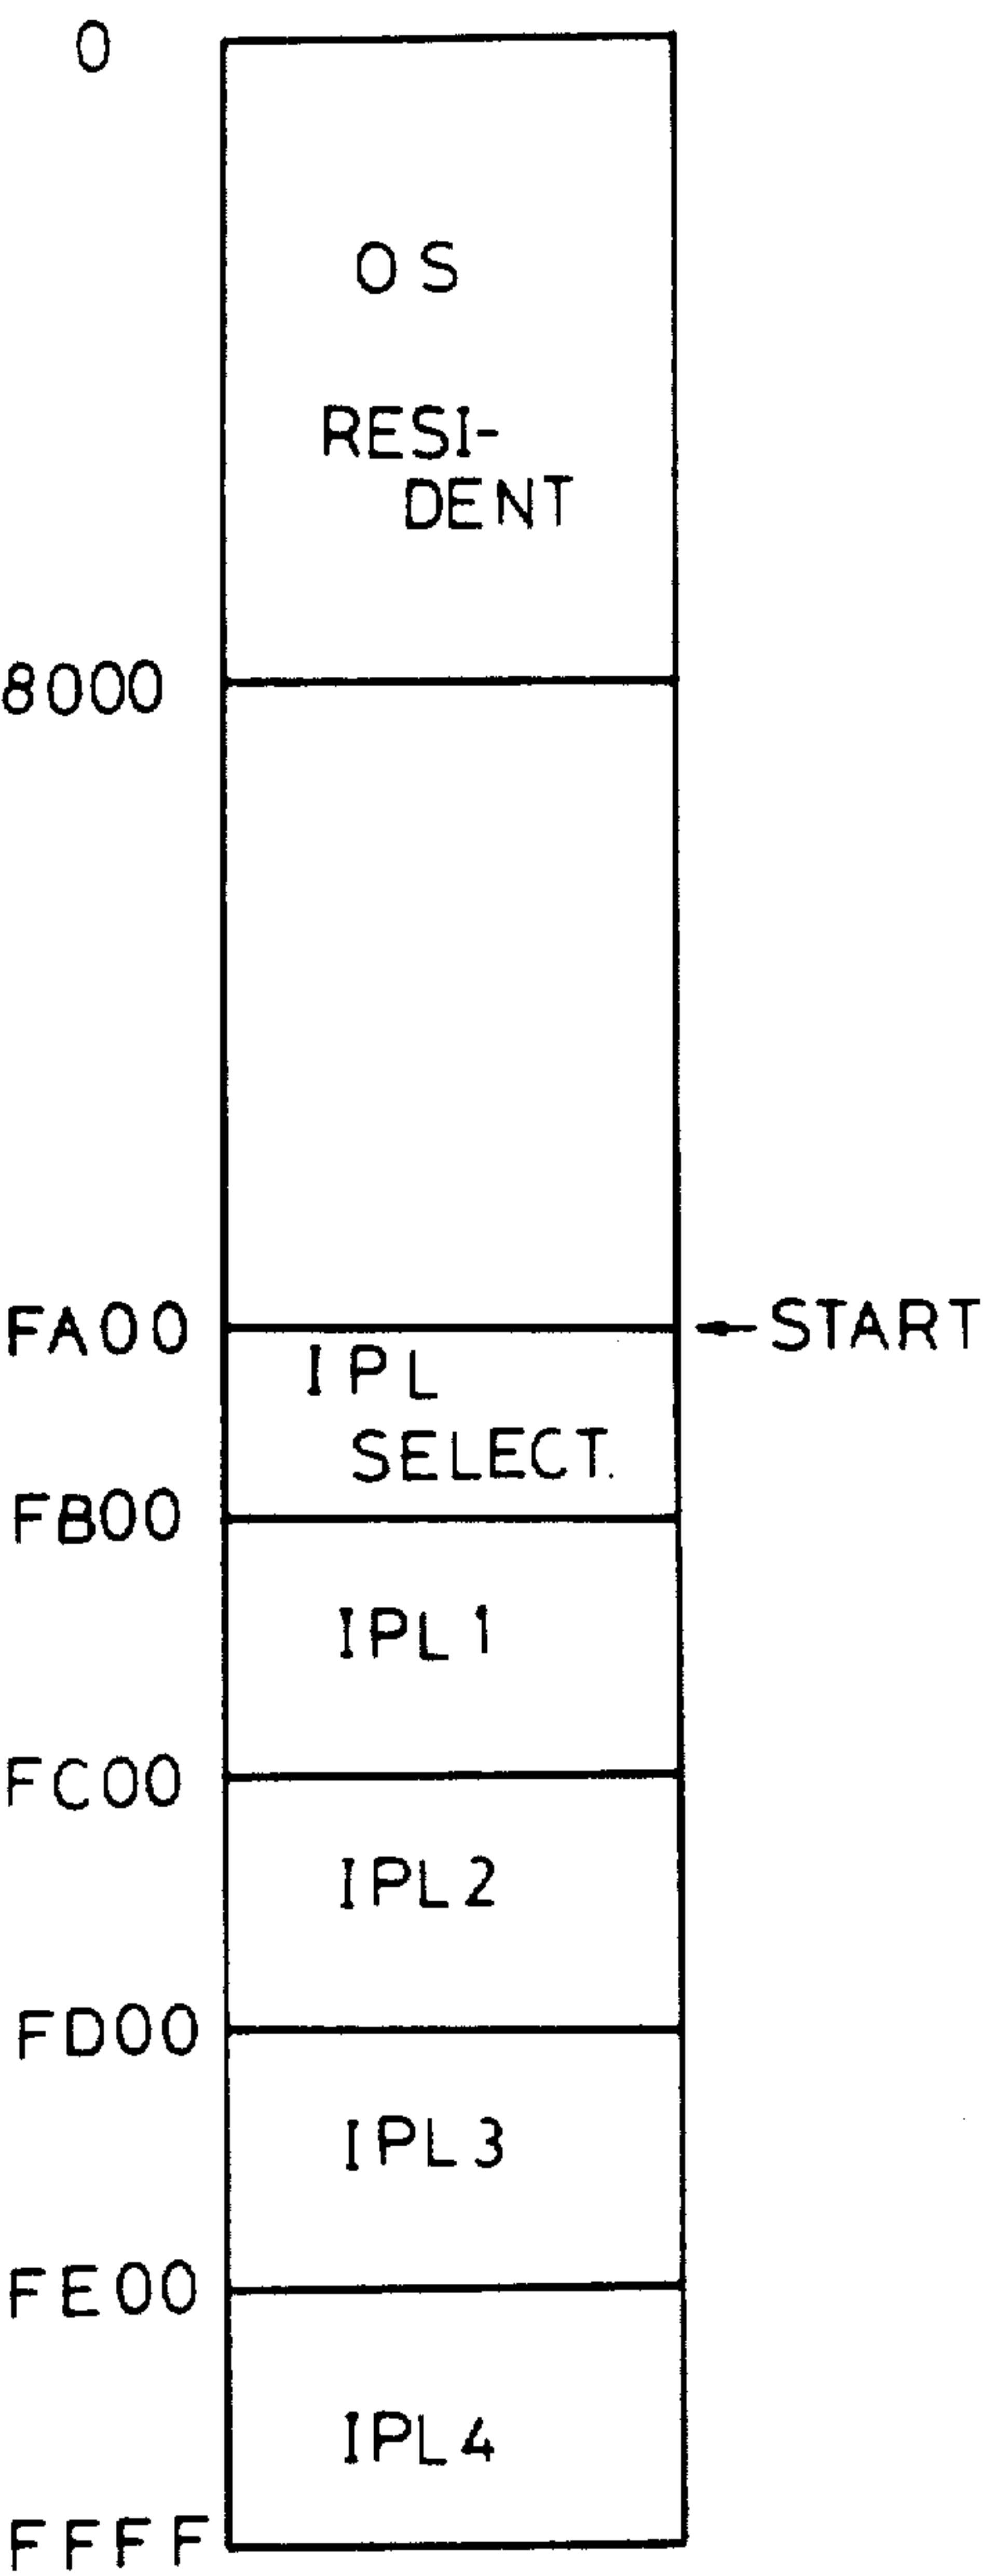 0
OS
RESI-
DENT
8000
FA00
START
IPL
SELECT.
FB00
IPL1
FC00
IPL2
FD00
IPL3
FE00
IPL4
FFFF